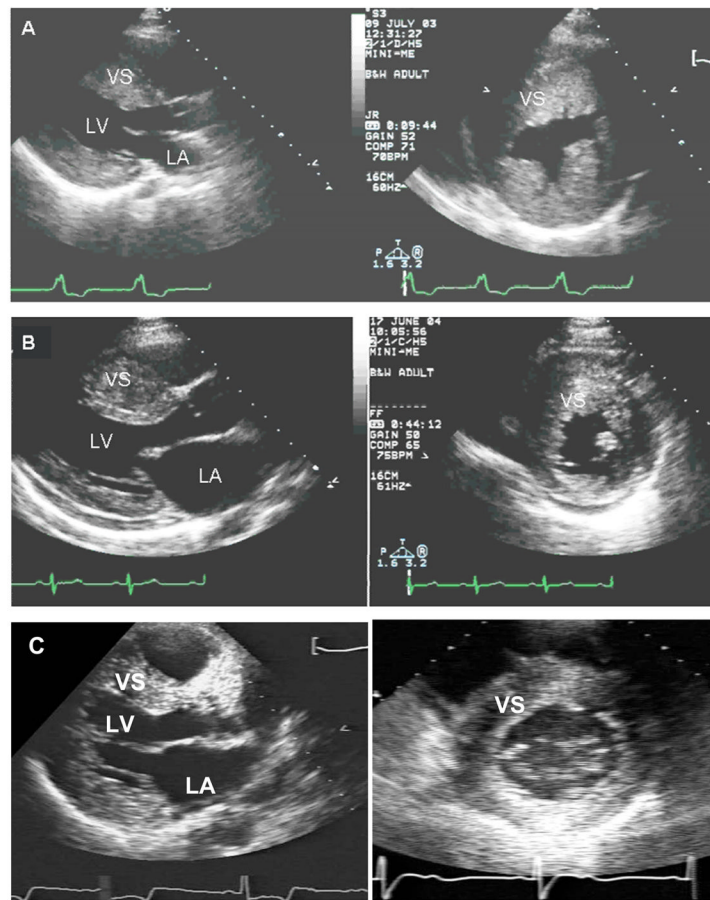 A
VS
LV
LA
S3
09 JULY 03
12:31:27
2/1/D/H5
MINI-ME
B&W ADULT
JR
0:09:44
GAIN 52
COMP 71
70BPM
16CM
60HZ
VS
T
P R
1.6 3.2
B
VS
LV
LA
17 JUNE 04
10:05:56
2/1/C/H5
MINI-ME
B&W ADULT
FF
0:44:12
GAIN 50
COMP 65
75BPM
16CM
61HZ
VS
T
P R
1.6 3.2
C
VS
LV
LA
VS